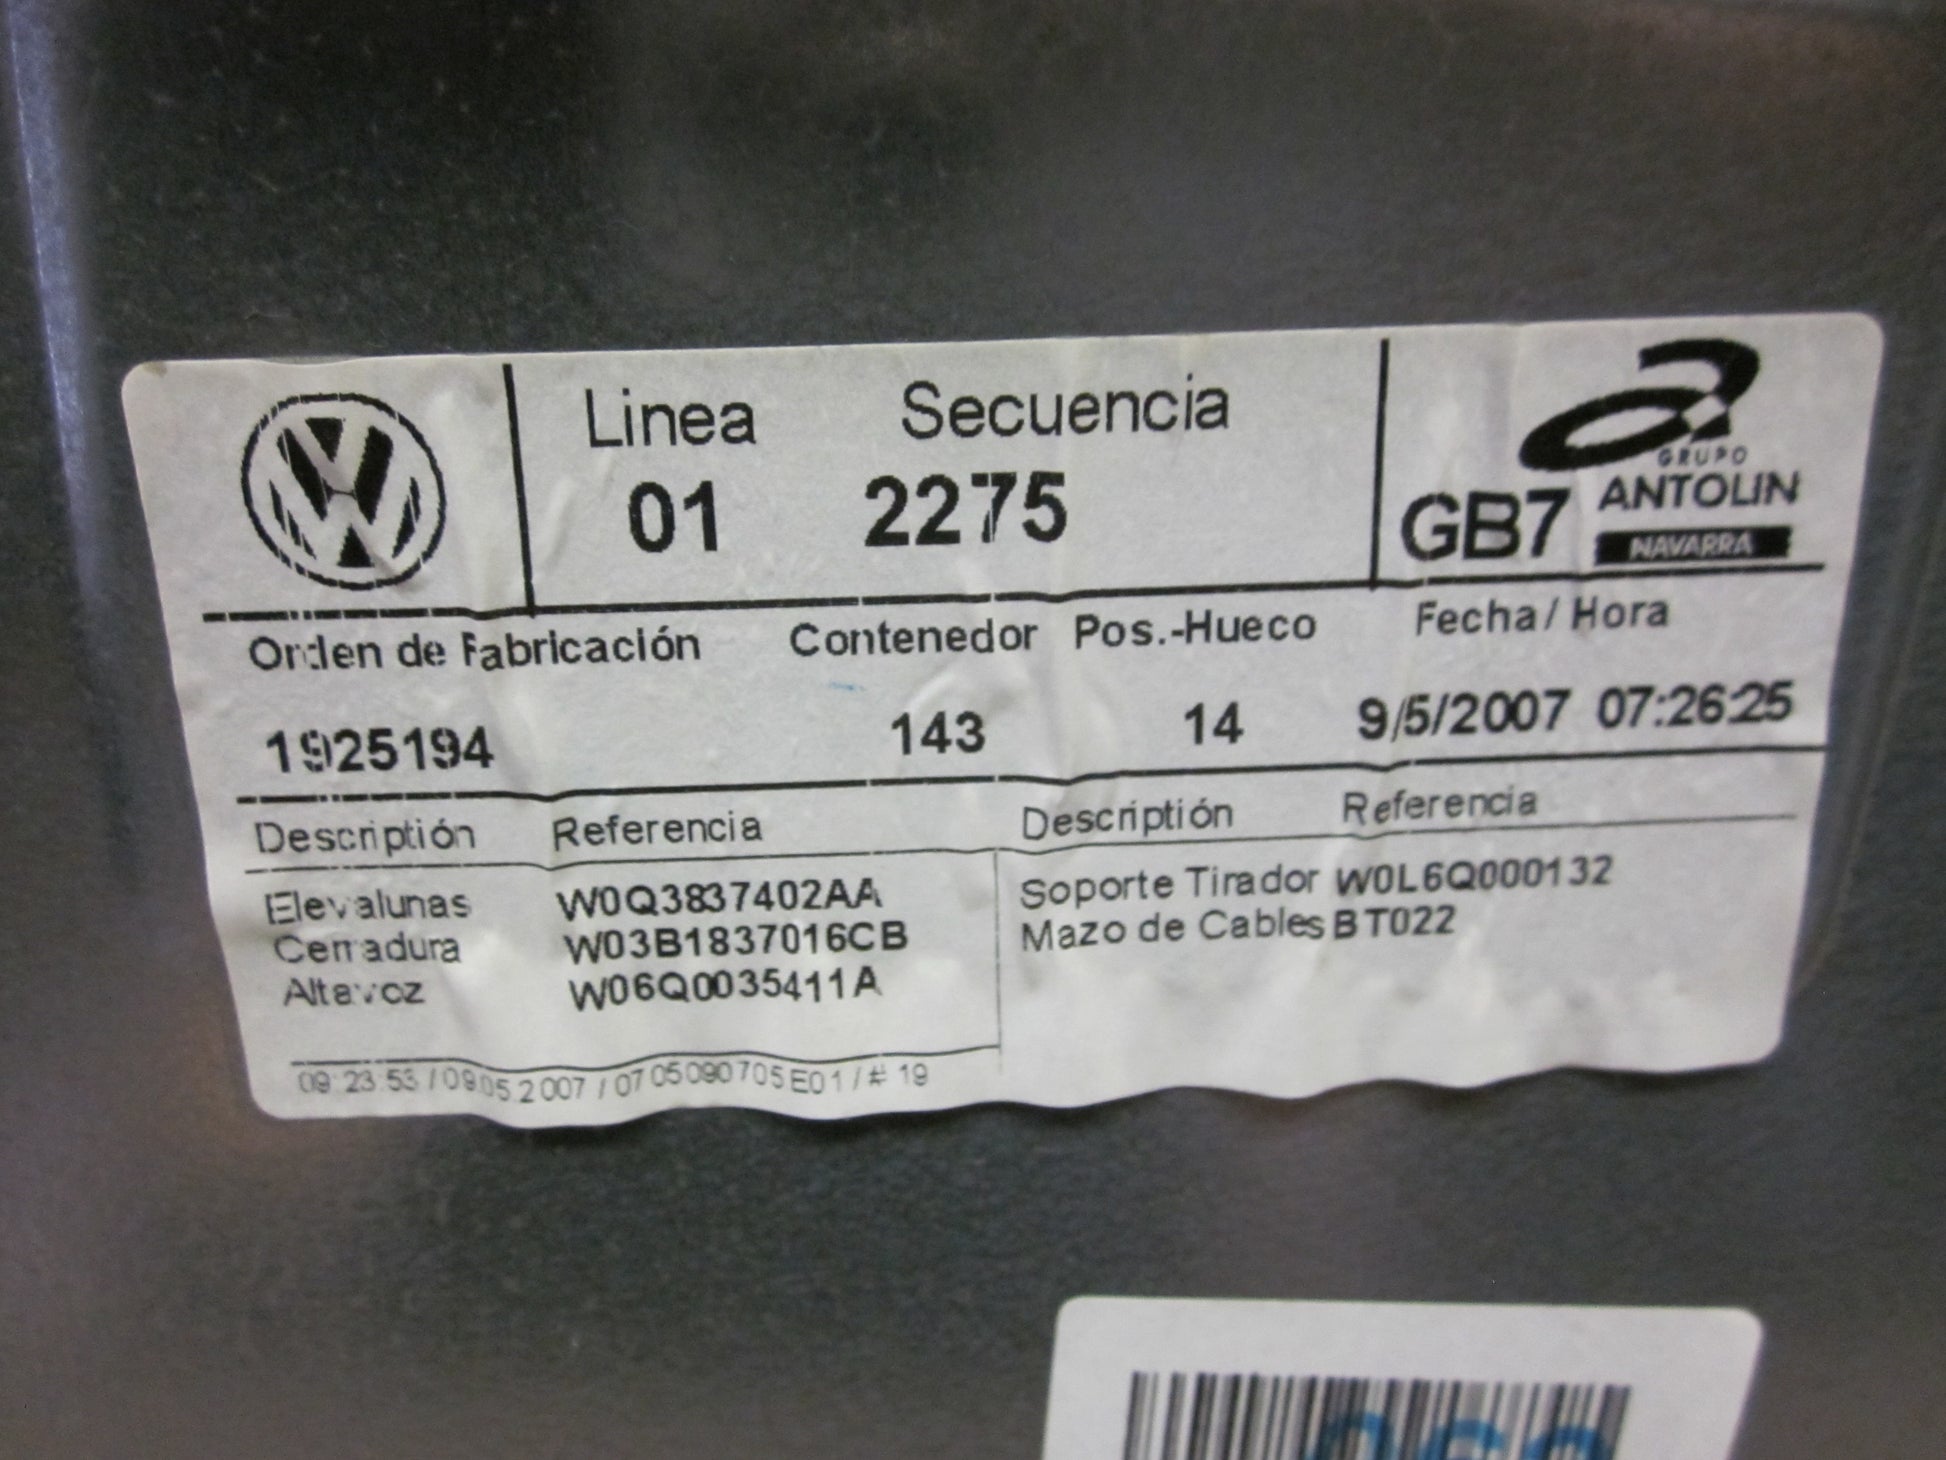 Linea Secuencia
01 2275
GRUPO
ANTOLIN
GB7
NAVARRA
Orden de Fabricación Contenedor Pos.-Hueco Fecha/ Hora
1925194 143 14 9/5/2007 07:26:25
Descriptión Referencia Descriptión Referencia
Elevalunas W0Q3837402AA Soporte Tirador W0L6Q000132
Cerradura W03B1837016CB Mazo de Cables BT022
Altavoz W06Q0035411A
09:23:53 / 09.05.2007 / 0705090705E01 / # 19